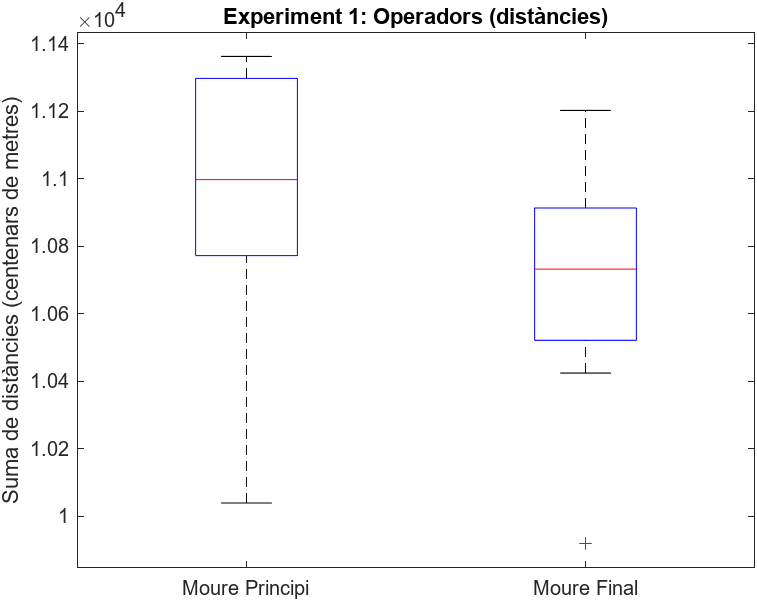 Experiment 1: Operadors (distàncies)
×10^4
1.14
1.12
1.1
1.08
1.06
1.04
1.02
1
Suma de distàncies (centenars de metres)
Moure Principi
Moure Final